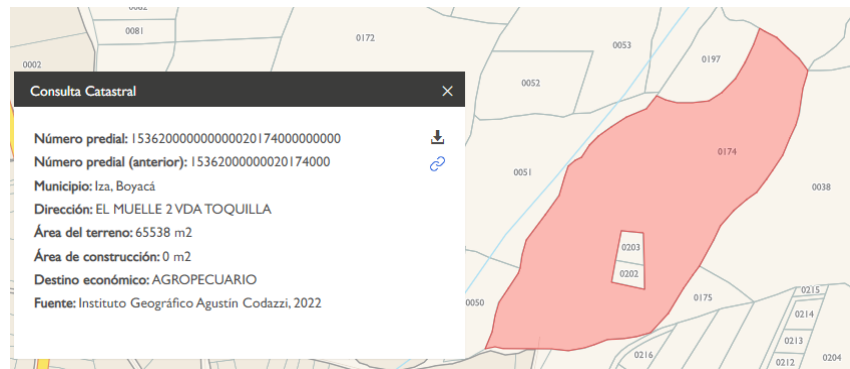 0082
0081
0172
0002
0053
0197
0052
Consulta Catastral
Número predial: 153620000000000020174000000000
Número predial (anterior): 15362000000020174000
Municipio: Iza, Boyacá
Dirección: EL MUELLE 2 VDA TOQUILLA
Área del terreno: 65538 m2
Área de construcción: 0 m2
Destino económico: AGROPECUARIO
Fuente: Instituto Geográfico Agustín Codazzi, 2022
0174
0051
0038
0203
0202
0050
0175
0215
0214
0213
0216
0212
0204